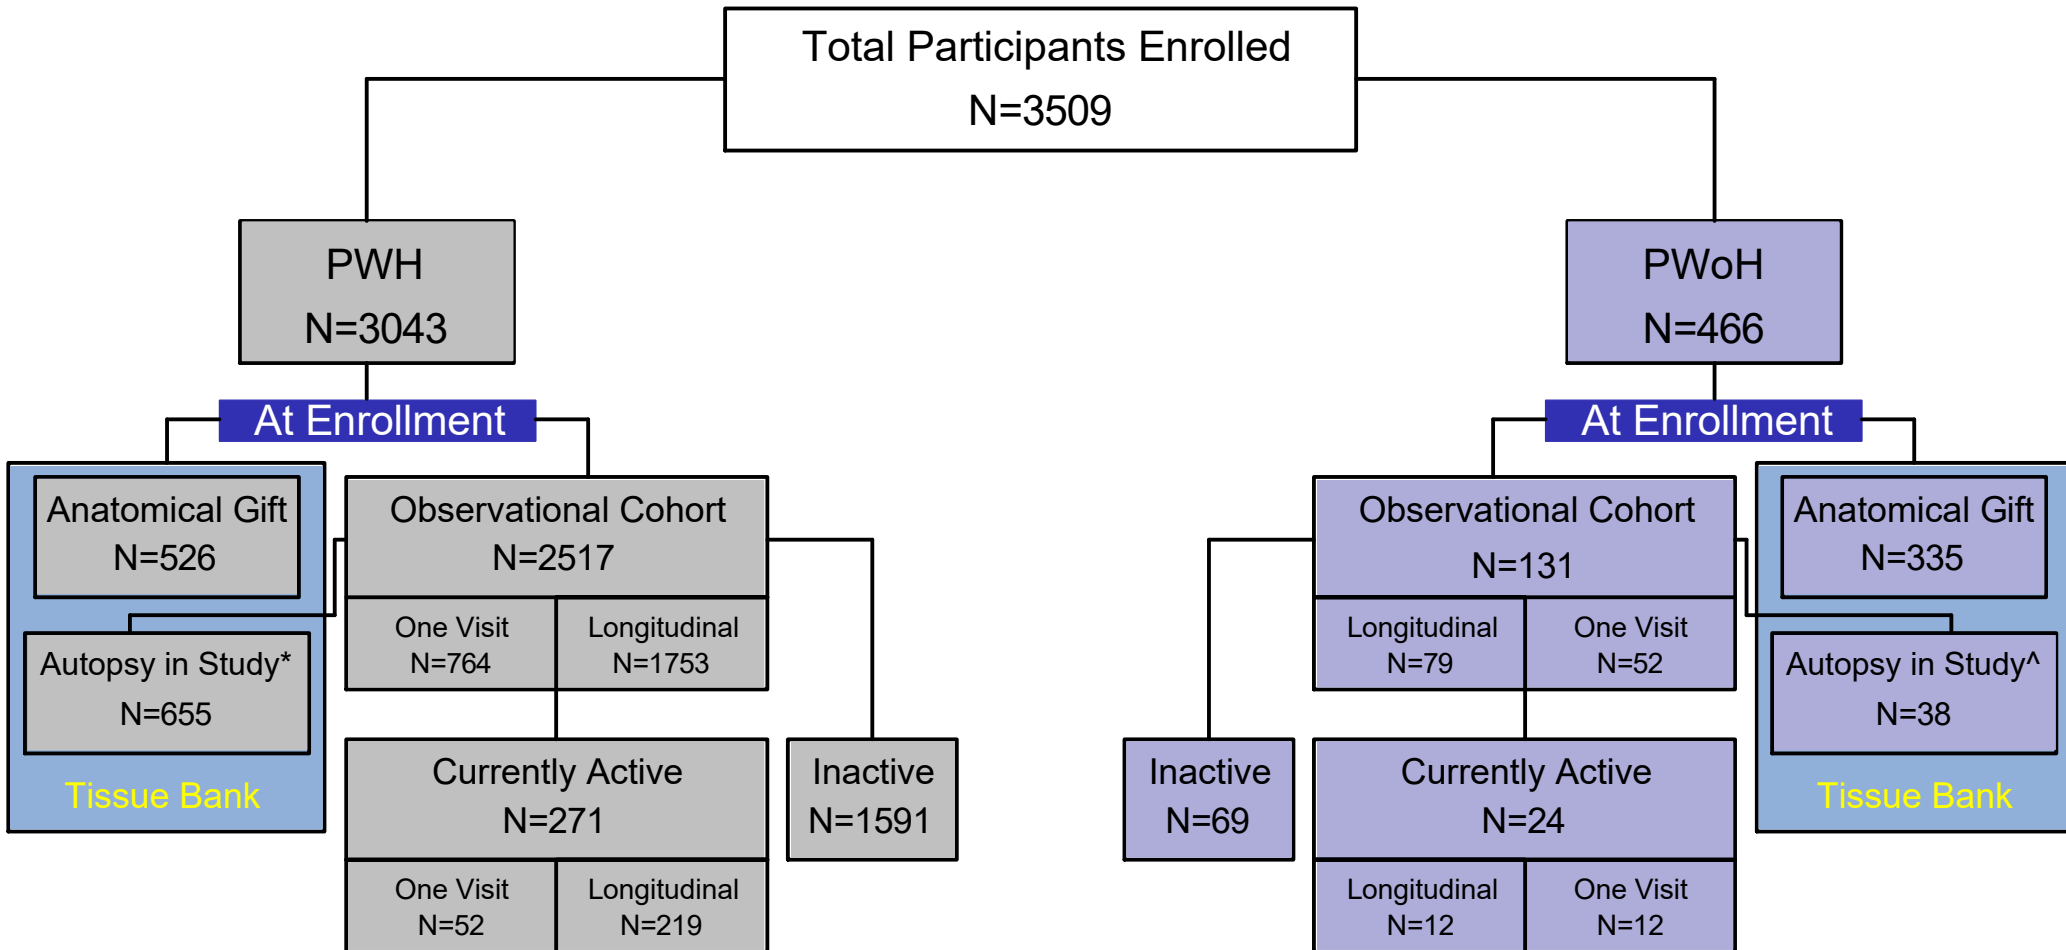 Total Participants Enrolled
N=3509
PWH
N=3043
PWoH
N=466
At Enrollment
At Enrollment
Anatomical Gift
N=526
Autopsy in Study*
N=655
Tissue Bank
Observational Cohort
N=2517
One Visit
N=764
Longitudinal
N=1753
Currently Active
N=271
One Visit
N=52
Longitudinal
N=219
Inactive
N=1591
Inactive
N=69
Observational Cohort
N=131
Longitudinal
N=79
One Visit
N=52
Currently Active
N=24
Longitudinal
N=12
One Visit
N=12
Anatomical Gift
N=335
Autopsy in Study^
N=38
Tissue Bank